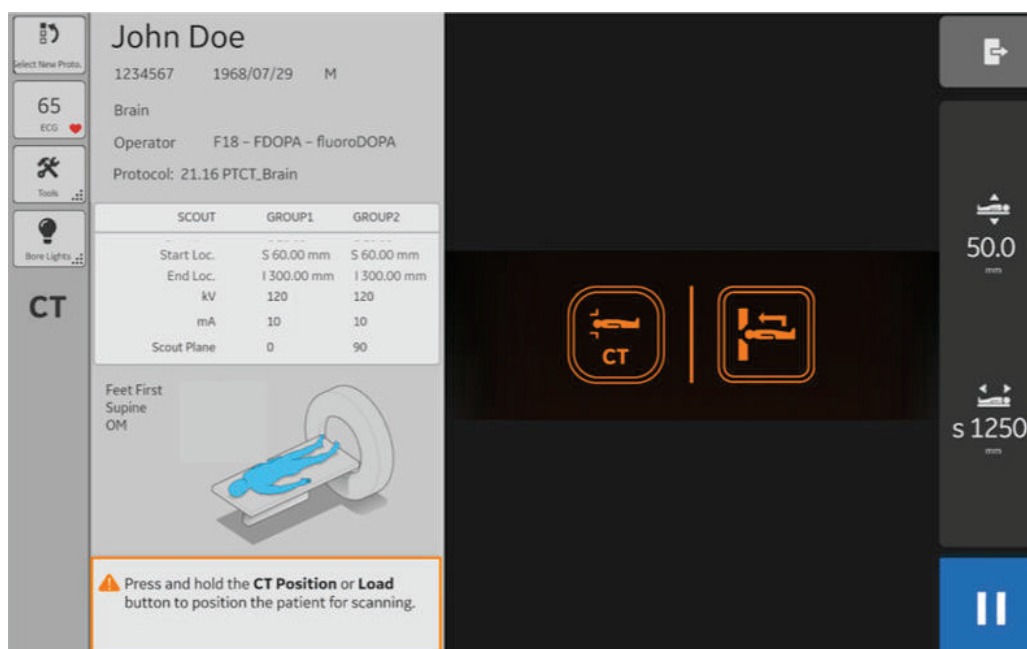 Select New Proto.
65
ECG
Tools
Bore Lights
CT
John Doe
1234567 1968/07/29 M
Brain
Operator F18 – FDOPA – fluoroDOPA
Protocol: 21.16 PTCT_Brain
SCOUT GROUP1 GROUP2
Start Loc. S 60.00 mm S 60.00 mm
End Loc. I 300.00 mm I 300.00 mm
kV 120 120
mA 10 10
Scout Plane 0 90
Feet First
Supine
OM
Press and hold the CT Position or Load
button to position the patient for scanning.
CT
50.0
mm
s 1250
mm